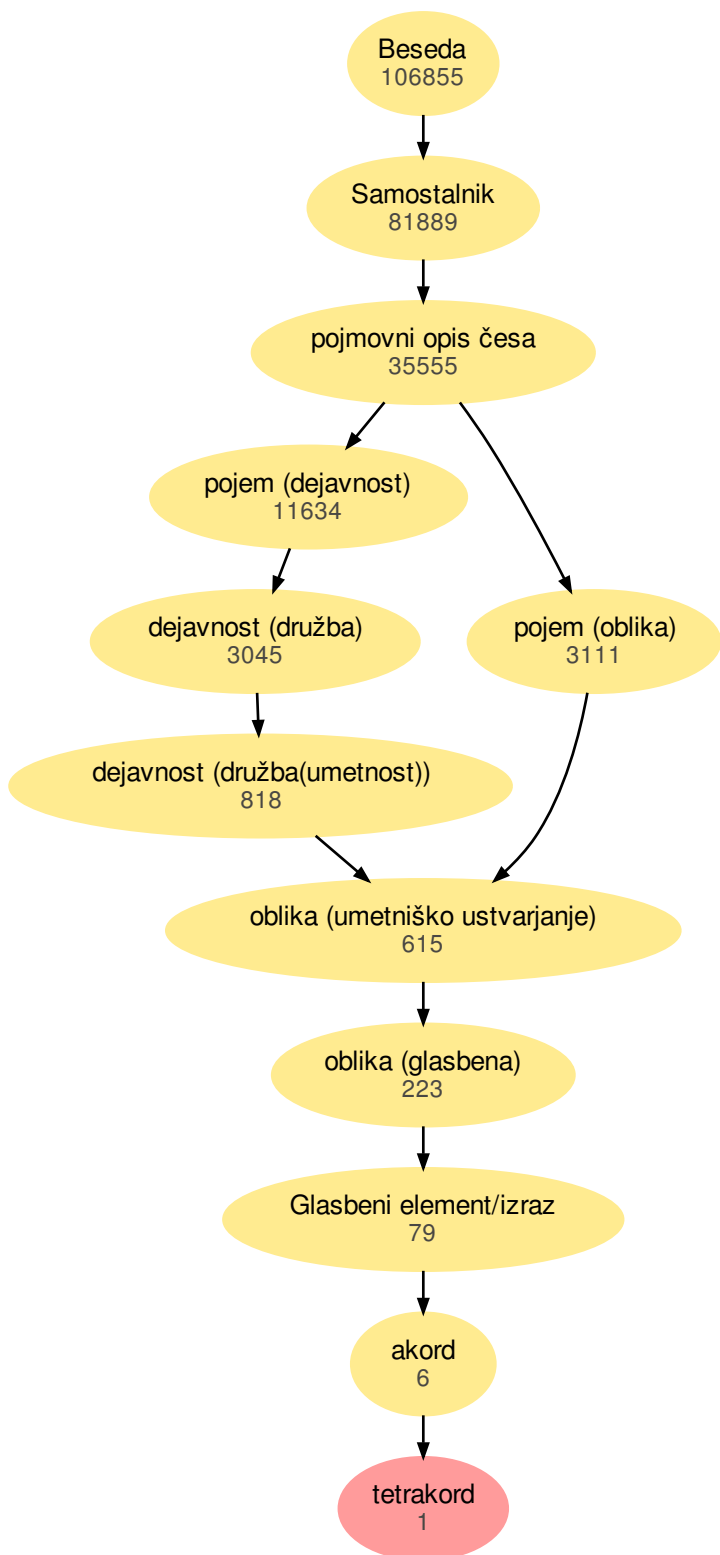 Beseda
106855
Samostalnik
81889
pojmovni opis česa
35555
pojem (dejavnost)
11634
dejavnost (družba)
3045
pojem (oblika)
3111
dejavnost (družba(umetnost))
818
oblika (umetniško ustvarjanje)
615
oblika (glasbena)
223
Glasbeni element/izraz
79
akord
6
tetrakord
1